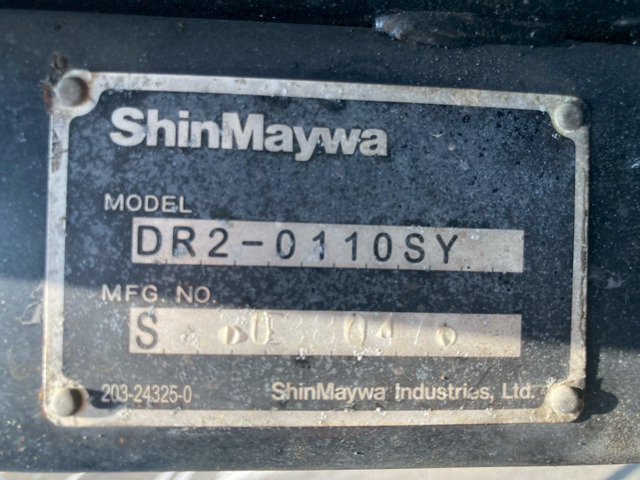 ShinMaywa
MODEL
DR2-0110SY
MFG. NO.
S
203-24325-0 ShinMaywa Industries, Ltd.